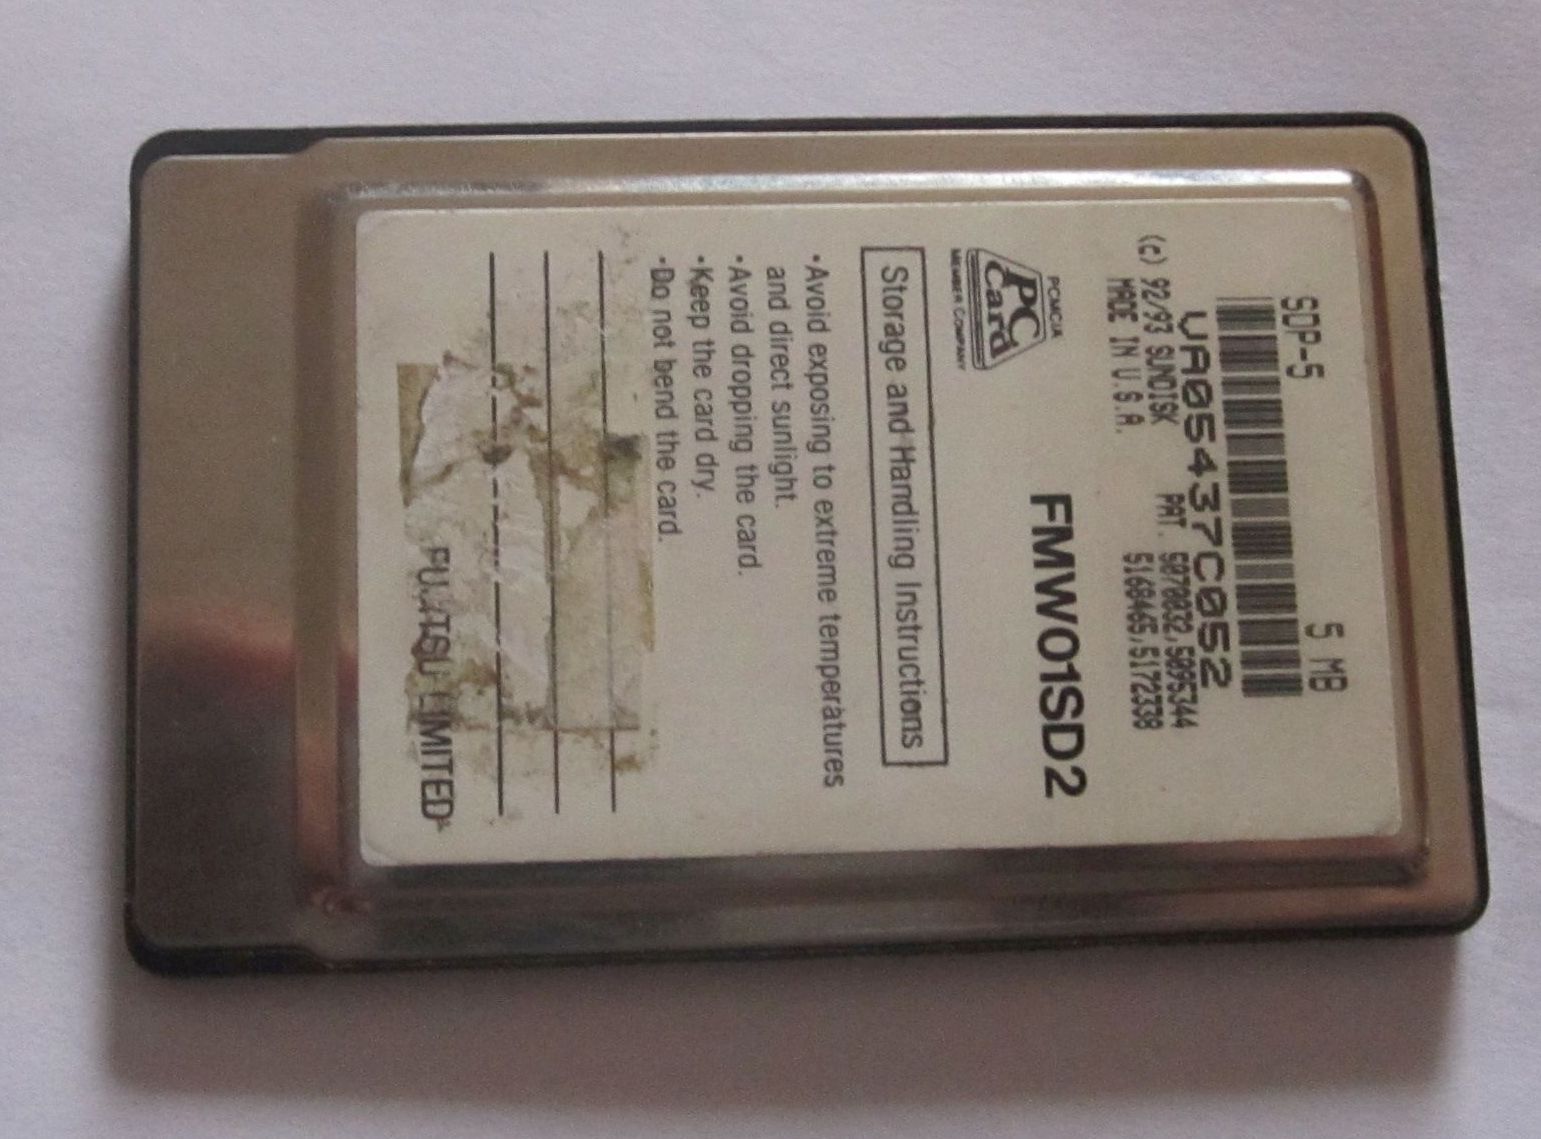 SDP-5 5 MB
VA05437C052
(c) 92/93 SUNDISK PAT. 5070032,5095344
MADE IN U.S.A. 5168465,5172338
PCMCIA
PC Card
MEMBER COMPANY
FMW01SD2
Storage and Handling Instructions
·Avoid exposing to extreme temperatures
and direct sunlight.
·Avoid dropping the card.
·Keep the card dry.
·Do not bend the card.
FUJITSU LIMITED